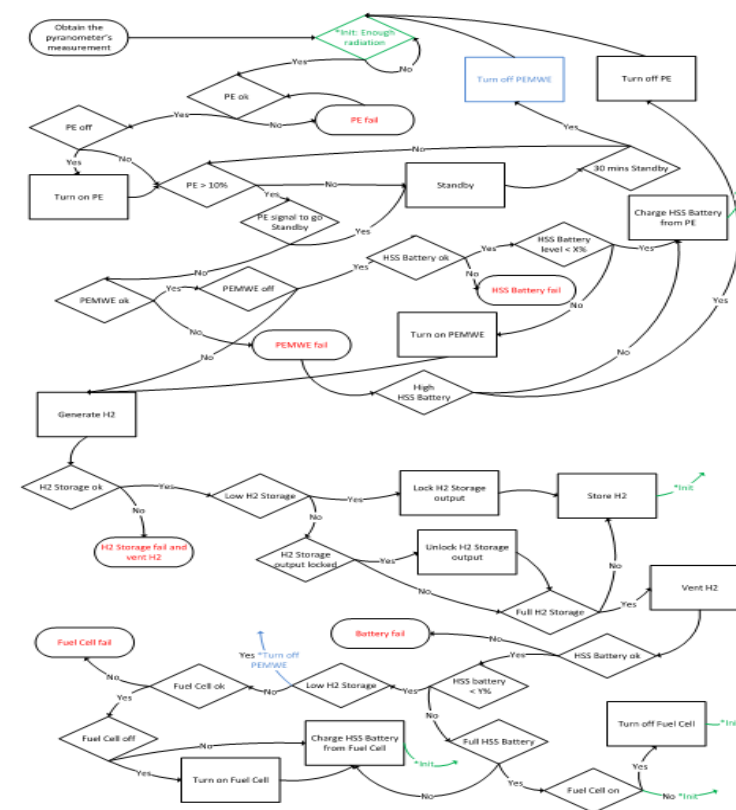 Obtain the
pyranometer's
measurement
*Init: Enough
radiation
Yes
No
Turn off PEMWE
Turn off PE
PE ok
Yes
No
PE fail
PE off
Yes
No
Yes
No
Turn on PE
PE > 10%
No
Standby
30 mins Standby
Yes
PE signal to go
Standby
Yes
No
Charge HSS Battery
from PE
HSS Battery ok
Yes
HSS Battery
level < X%
Yes
No
HSS Battery fail
No
Yes
PEMWE ok
Yes
PEMWE off
Yes
No
No
PEMWE fail
Turn on PEMWE
No
High
HSS Battery
Generate H2
H2 Storage ok
Yes
Low H2 Storage
Yes
Lock H2 Storage
output
Store H2
*Init
No
No
H2 Storage fail and
vent H2
H2 Storage
output locked
Yes
Unlock H2 Storage
output
No
No
Full H2 Storage
Yes
Vent H2
Fuel Cell fail
Yes *Turn off
PEMWE
Battery fail
No
HSS Battery ok
Yes
No
Fuel Cell ok
No
Low H2 Storage
Yes
HSS battery
< Y%
Yes
No
Fuel Cell off
No
Charge HSS Battery
from Fuel Cell
*Init
Full HSS Battery
Turn off Fuel Cell
*Init
Yes
Turn on Fuel Cell
No
Yes
Fuel Cell on
Yes
No *Init